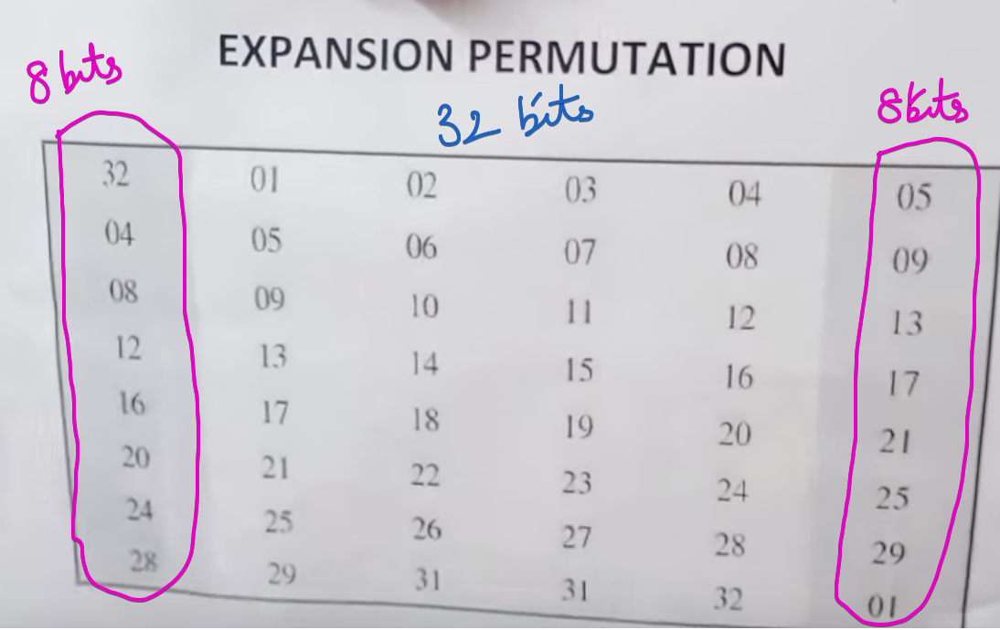 EXPANSION PERMUTATION
8 bits
32 bits
8 bits
32 01 02 03 04 05
04 05 06 07 08 09
08 09 10 11 12 13
12 13 14 15 16 17
16 17 18 19 20 21
20 21 22 23 24 25
24 25 26 27 28 29
28 29 31 31 32 01